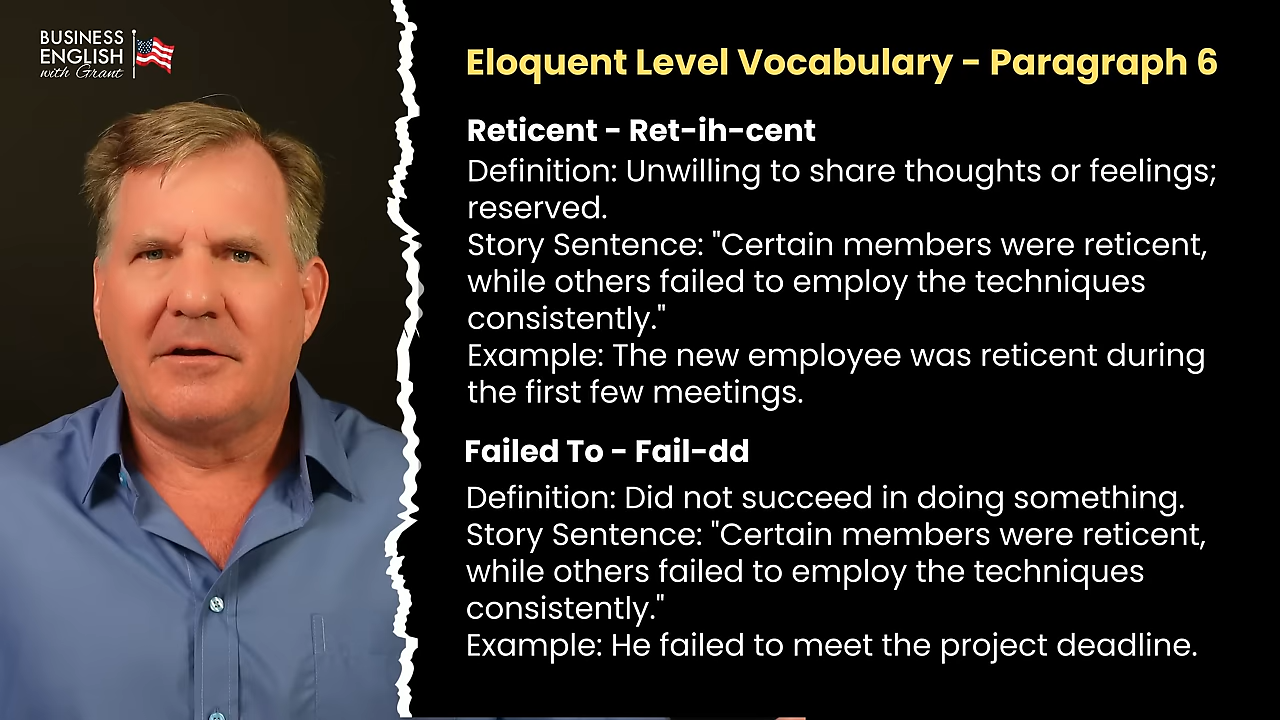 BUSINESS
ENGLISH
with Grant
Eloquent Level Vocabulary - Paragraph 6
Reticent - Ret-ih-cent
Definition: Unwilling to share thoughts or feelings;
reserved.
Story Sentence: "Certain members were reticent,
while others failed to employ the techniques
consistently."
Example: The new employee was reticent during
the first few meetings.
Failed To - Fail-dd
Definition: Did not succeed in doing something.
Story Sentence: "Certain members were reticent,
while others failed to employ the techniques
consistently."
Example: He failed to meet the project deadline.